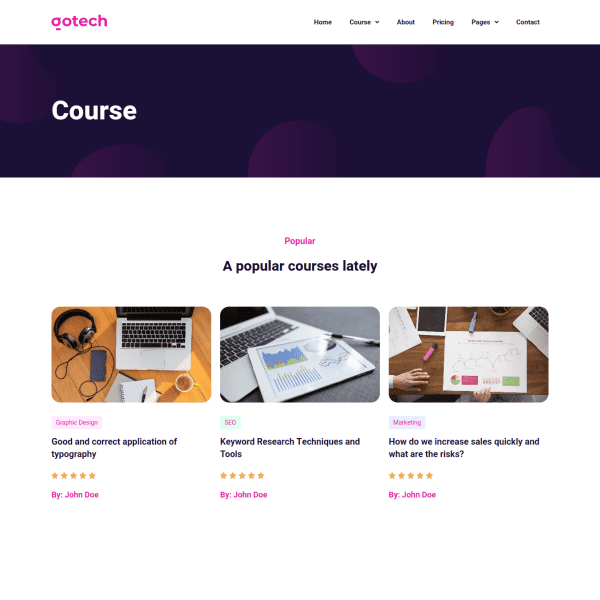 gotech
Home Course About Pricing Pages Contact
Course
Popular
A popular courses lately
Graphic Design
Good and correct application of
typography
By: John Doe
SEO
Keyword Research Techniques and
Tools
By: John Doe
Marketing
How do we increase sales quickly and
what are the risks?
By: John Doe